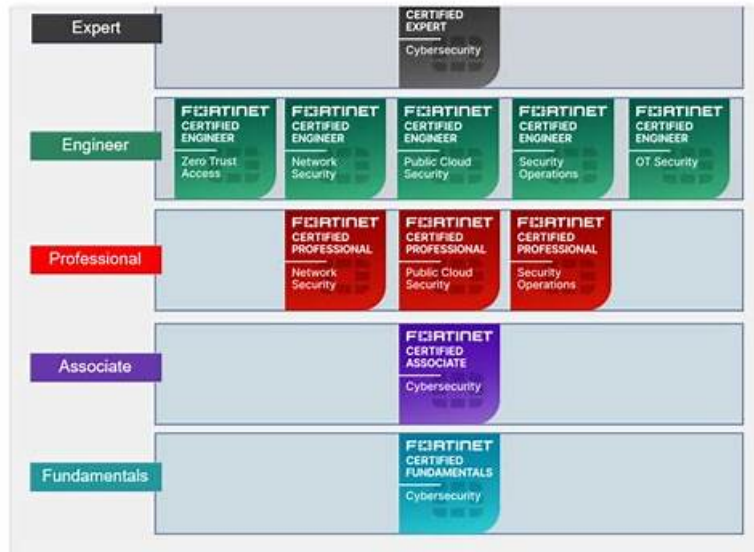 Expert
CERTIFIED
EXPERT
Cybersecurity
Engineer
FORTINET
CERTIFIED
ENGINEER
Zero Trust
Access
FORTINET
CERTIFIED
ENGINEER
Network
Security
FORTINET
CERTIFIED
ENGINEER
Public Cloud
Security
FORTINET
CERTIFIED
ENGINEER
Security
Operations
FORTINET
CERTIFIED
ENGINEER
OT Security
Professional
FORTINET
CERTIFIED
PROFESSIONAL
Network
Security
FORTINET
CERTIFIED
PROFESSIONAL
Public Cloud
Security
FORTINET
CERTIFIED
PROFESSIONAL
Security
Operations
Associate
FORTINET
CERTIFIED
ASSOCIATE
Cybersecurity
Fundamentals
FORTINET
CERTIFIED
FUNDAMENTALS
Cybersecurity